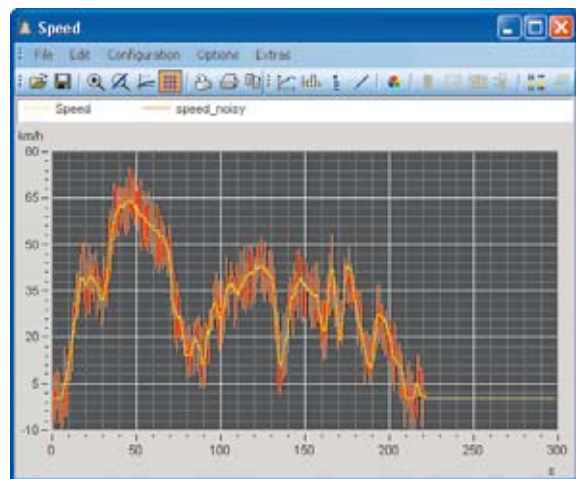 Speed
File Edit Configuration Options Extras
Speed speed_noisy
km/h
80
65
50
35
20
5
-10
0 50 100 150 200 250 300
s